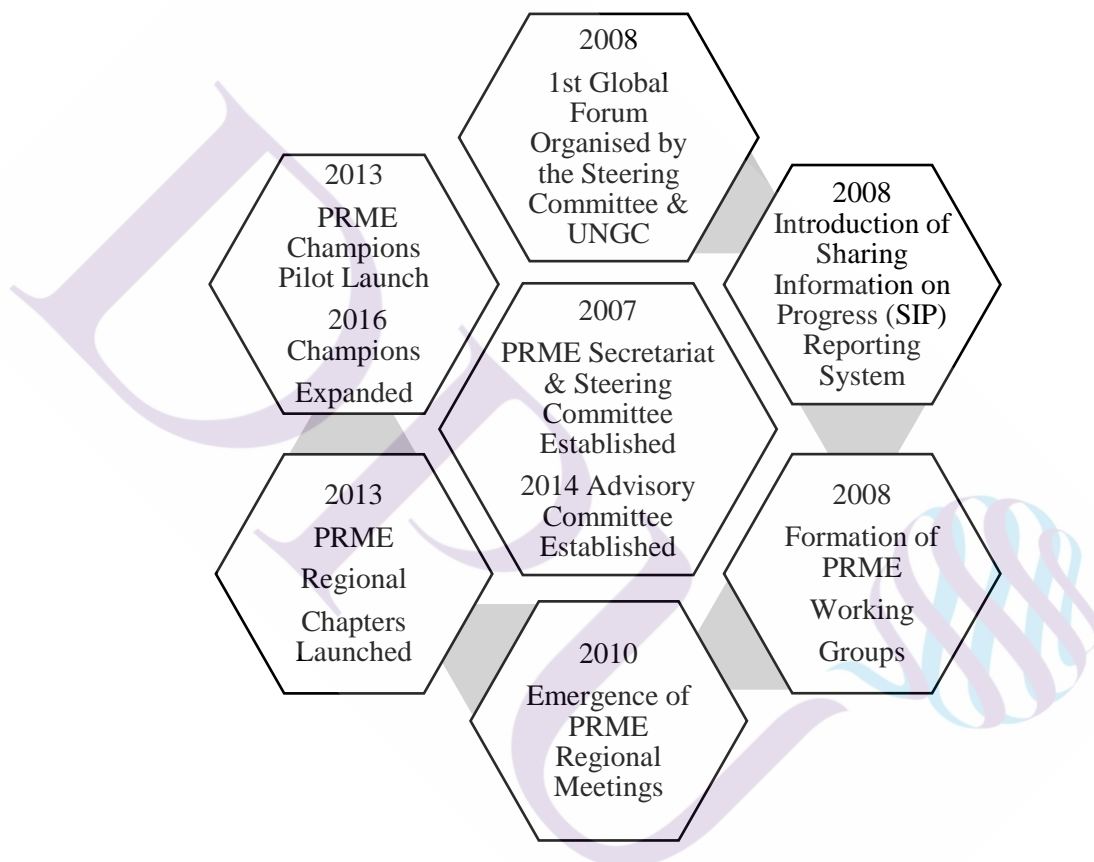 2008
1st Global
Forum
Organised by
the Steering
Committee &
UNGC
2008
Introduction of
Sharing
Information on
Progress (SIP)
Reporting
System
2008
Formation of
PRME
Working
Groups
2010
Emergence of
PRME
Regional
Meetings
2013
PRME
Regional
Chapters
Launched
2013
PRME
Champions
Pilot Launch
2016
Champions
Expanded
2007
PRME Secretariat
& Steering
Committee
Established
2014 Advisory
Committee
Established
DPU